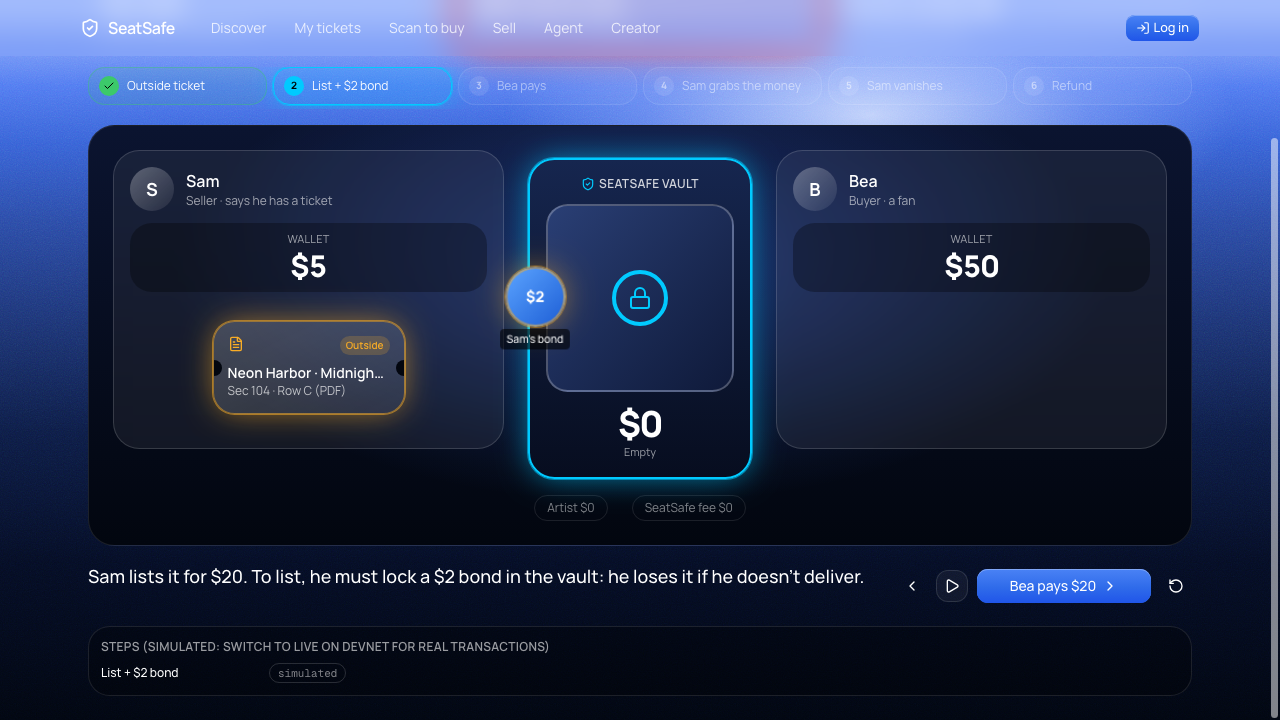 SeatSafe
Discover
My tickets
Scan to buy
Sell
Agent
Creator
Log in
Outside ticket
2 List + $2 bond
3 Bea pays
4 Sam grabs the money
5 Sam vanishes
6 Refund
S
Sam
Seller · says he has a ticket
WALLET
$5
Outside
Neon Harbor · Midnigh...
Sec 104 · Row C (PDF)
SEATSAFE VAULT
$2
Sam's bond
$0
Empty
B
Bea
Buyer · a fan
WALLET
$50
Artist $0
SeatSafe fee $0
Sam lists it for $20. To list, he must lock a $2 bond in the vault: he loses it if he doesn't deliver.
Bea pays $20
STEPS (SIMULATED: SWITCH TO LIVE ON DEVNET FOR REAL TRANSACTIONS)
List + $2 bond
simulated